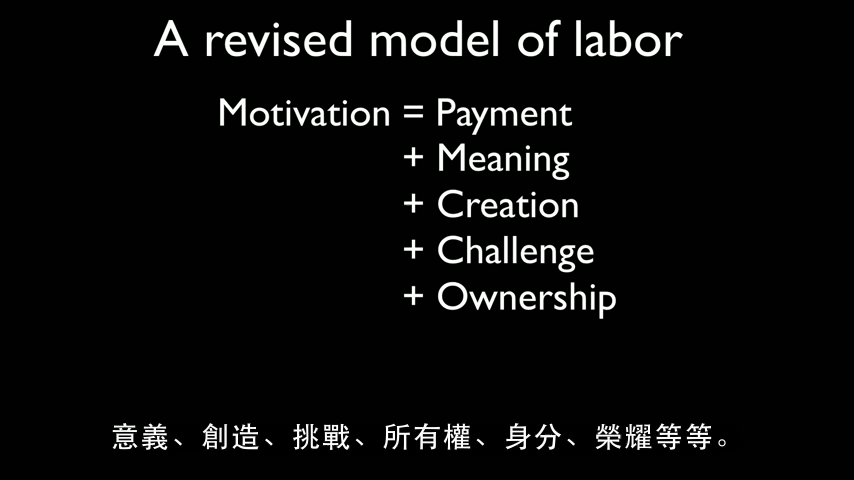 A revised model of labor
Motivation = Payment
+ Meaning
+ Creation
+ Challenge
+ Ownership
意義、創造、挑戰、所有權、身分、榮耀等等。